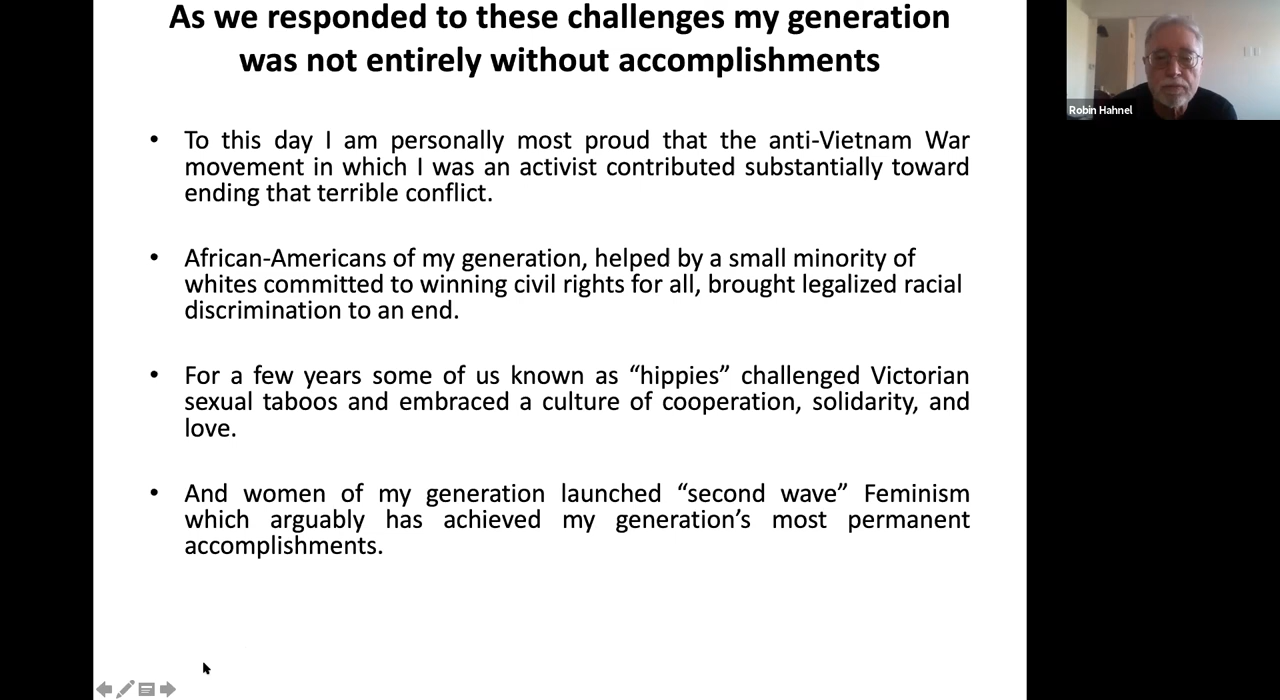 As we responded to these challenges my generation
was not entirely without accomplishments
• To this day I am personally most proud that the anti-Vietnam War
movement in which I was an activist contributed substantially toward
ending that terrible conflict.
• African-Americans of my generation, helped by a small minority of
whites committed to winning civil rights for all, brought legalized racial
discrimination to an end.
• For a few years some of us known as “hippies” challenged Victorian
sexual taboos and embraced a culture of cooperation, solidarity, and
love.
• And women of my generation launched “second wave” Feminism
which arguably has achieved my generation’s most permanent
accomplishments.
Robin Hahnel